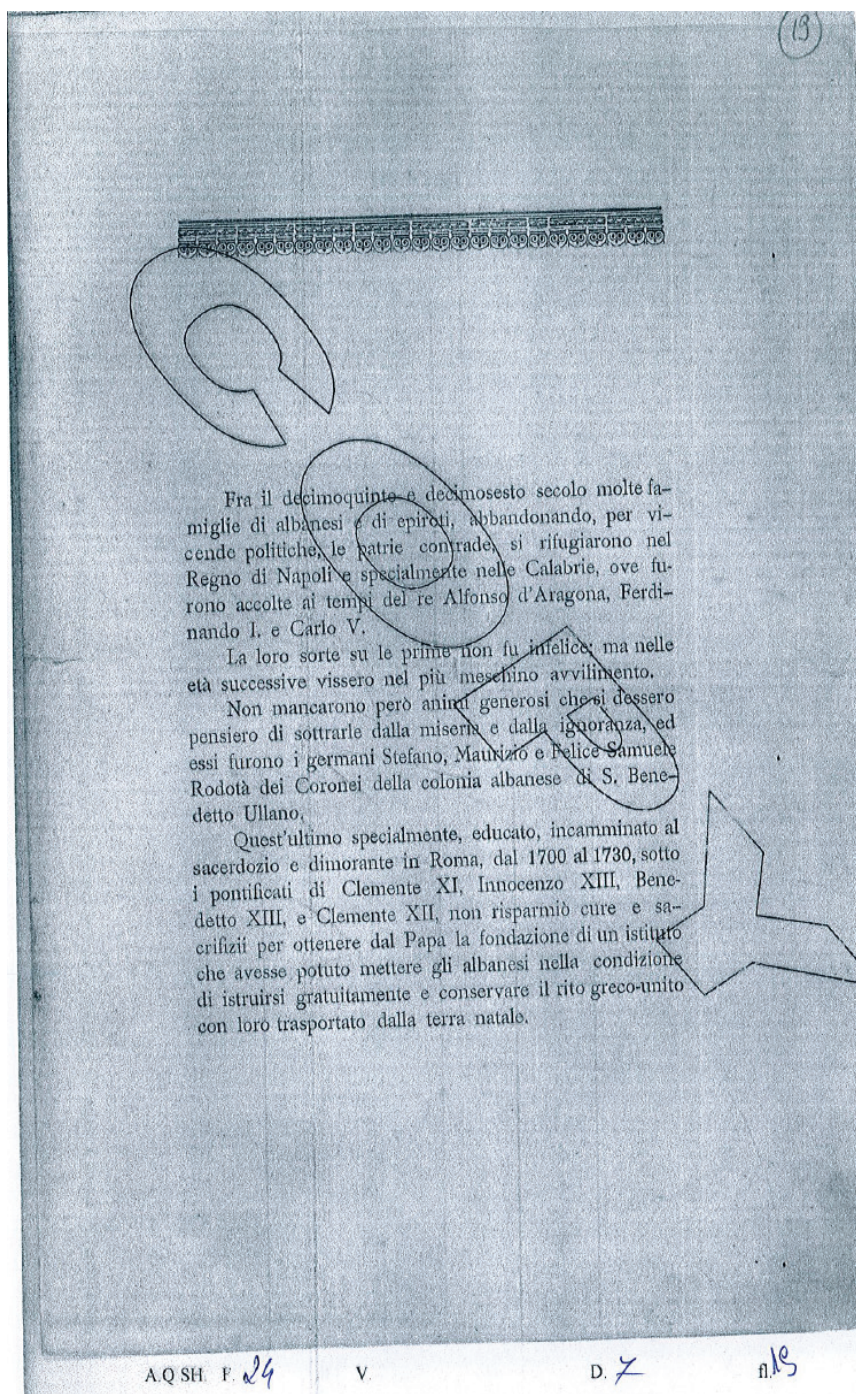 19
Fra il decimoquinto e decimosesto secolo molte fa-
miglie di albanesi e di epiroti, abbandonando, per vi-
cende politiche, le patrie contrade, si rifugiarono nel
Regno di Napoli e specialmente nelle Calabrie, ove fu-
rono accolte ai tempi del re Alfonso d'Aragona, Ferdi-
nando I. e Carlo V.
La loro sorte su le prime non fu infelice; ma nelle
età successive vissero nel più meschino avvilimento.
Non mancarono però animi generosi che si dessero
pensiero di sottrarle dalla miseria e dalla ignoranza, ed
essi furono i germani Stefano, Maurizio e Felice Samuele
Rodotà dei Coronei della colonia albanese di S. Bene-
detto Ullano.
Quest'ultimo specialmente, educato, incamminato al
sacerdozio e dimorante in Roma, dal 1700 al 1730, sotto
i pontificati di Clemente XI, Innocenzo XIII, Bene-
detto XIII, e Clemente XII, non risparmiò cure e sa-
crifizii per ottenere dal Papa la fondazione di un istituto
che avesse potuto mettere gli albanesi nella condizione
di istruirsi gratuitamente e conservare il rito greco-unito
con loro trasportato dalla terra natale.
COPY
A.Q SH. F. 24 V. D. 7 fl. 19